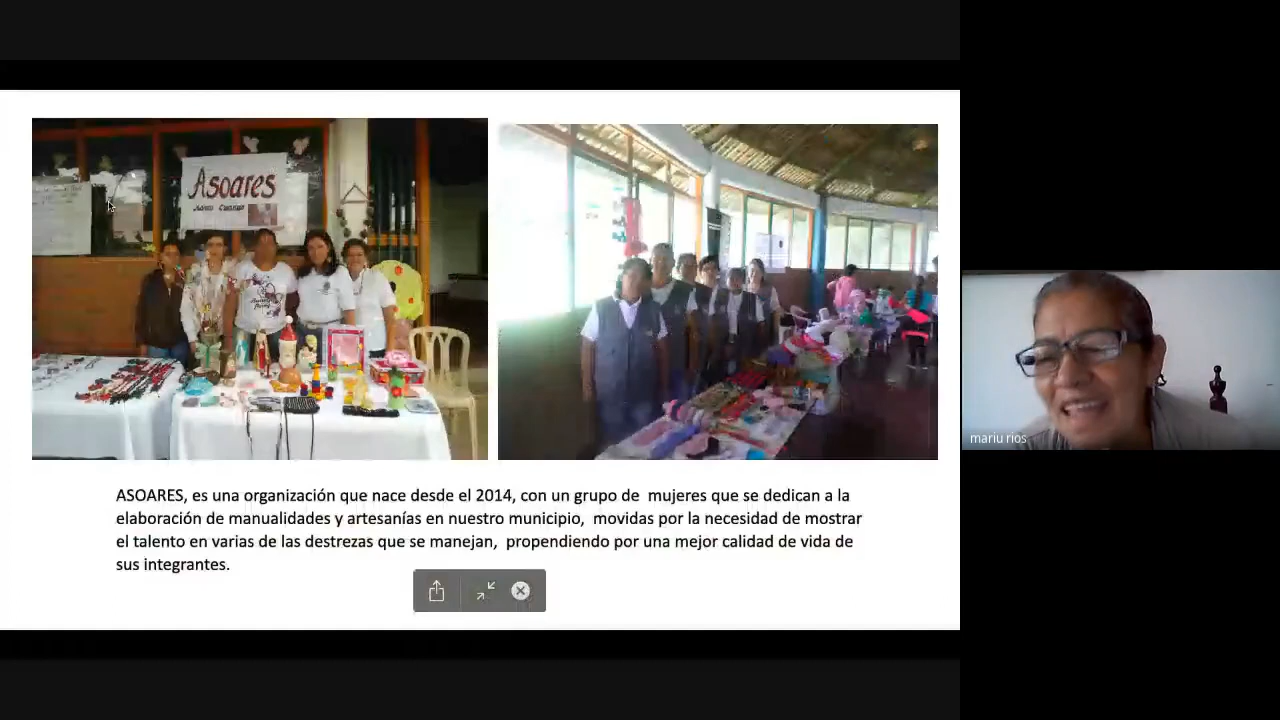 Asoares
ASOARES, es una organización que nace desde el 2014, con un grupo de mujeres que se dedican a la
elaboración de manualidades y artesanías en nuestro municipio, movidas por la necesidad de mostrar
el talento en varias de las destrezas que se manejan, propendiendo por una mejor calidad de vida de
sus integrantes.
mariu rios